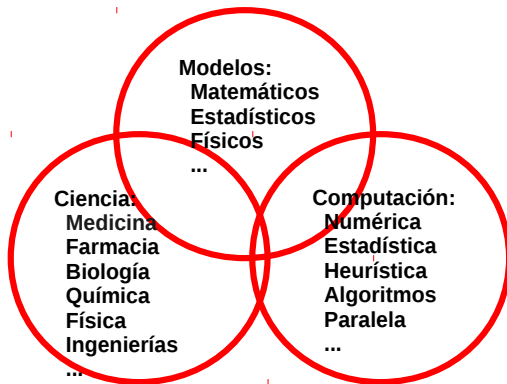 Modelos:
Matemáticos
Estadísticos
Físicos
...
Ciencia:
Medicina
Farmacia
Biología
Química
Física
Ingenierías
...
Computación:
Numérica
Estadística
Heurística
Algoritmos
Paralela
...